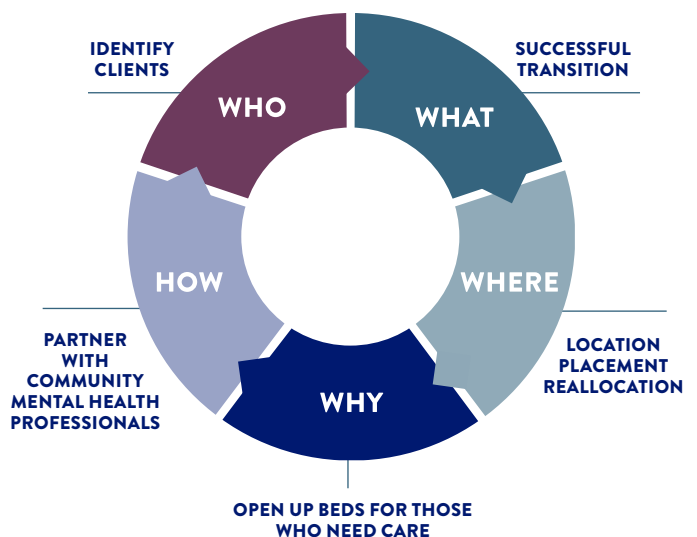 IDENTIFY
CLIENTS
WHO
SUCCESSFUL
TRANSITION
WHAT
WHERE
LOCATION
PLACEMENT
REALLOCATION
WHY
OPEN UP BEDS FOR THOSE
WHO NEED CARE
HOW
PARTNER
WITH
COMMUNITY
MENTAL HEALTH
PROFESSIONALS